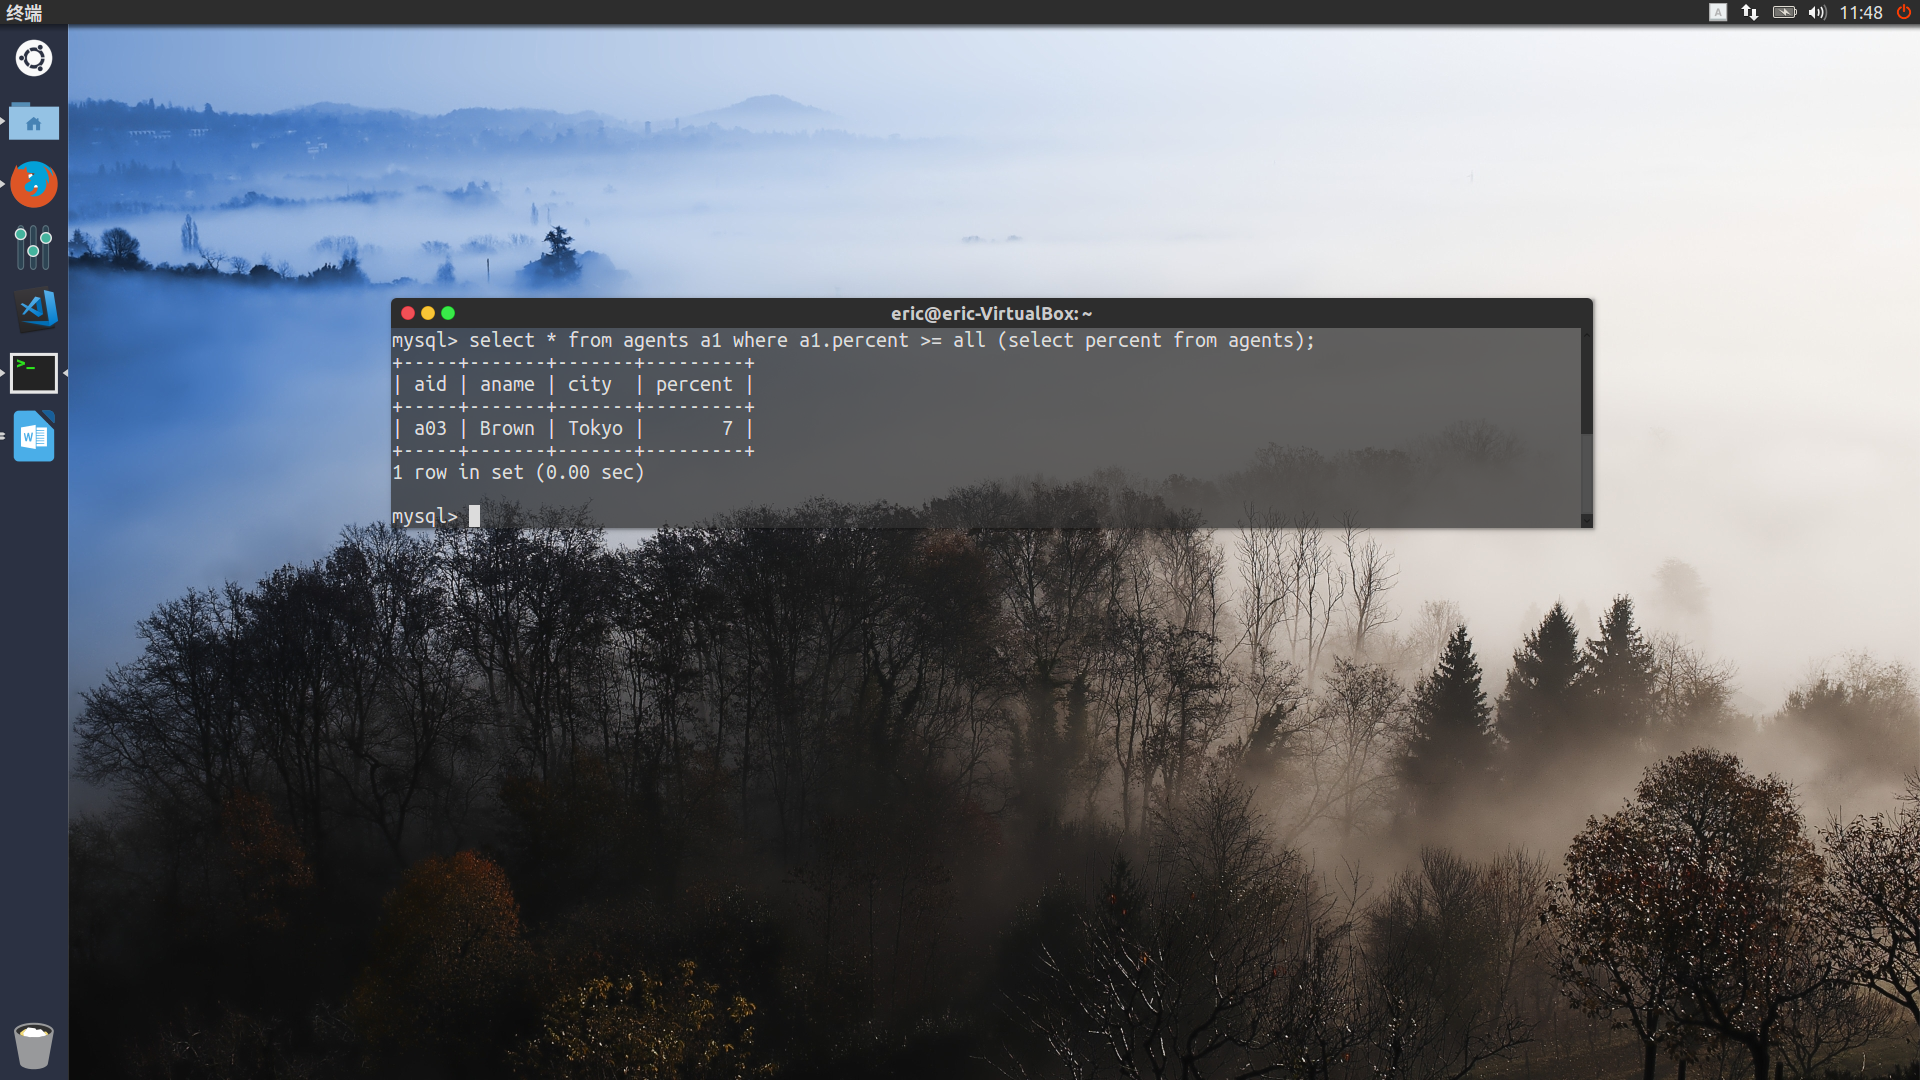 终端
A
11:48
eric@eric-VirtualBox: ~
mysql> select * from agents a1 where a1.percent >= all (select percent from agents);
+-----+-------+-------+---------+
| aid | aname | city  | percent |
+-----+-------+-------+---------+
| a03 | Brown | Tokyo |       7 |
+-----+-------+-------+---------+
1 row in set (0.00 sec)
mysql>
>_
W